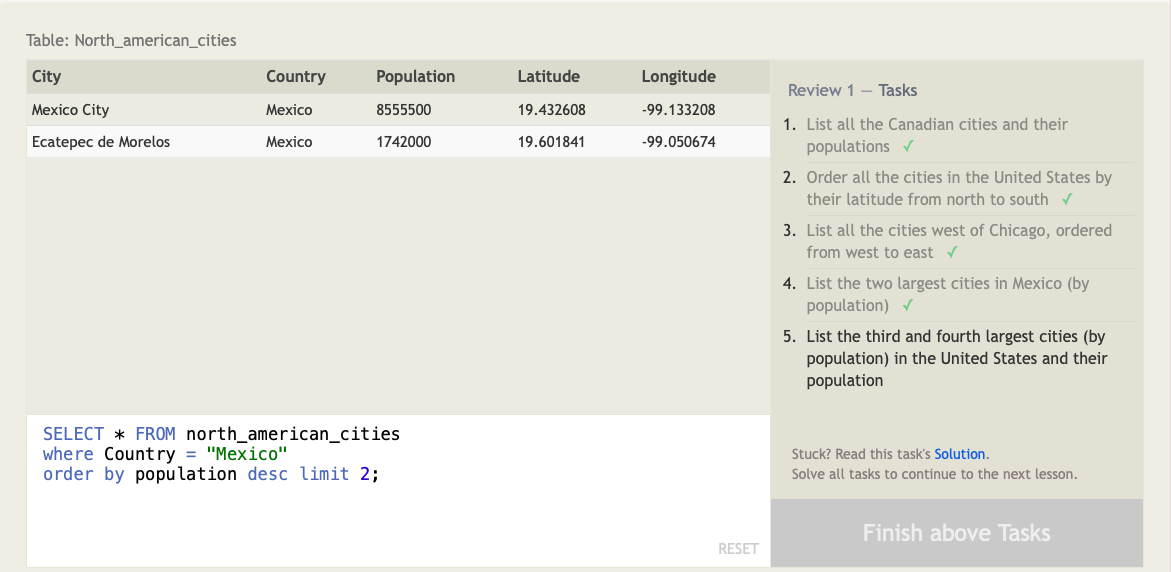 Table: North_american_cities
City Country Population Latitude Longitude
Mexico City Mexico 8555500 19.432608 -99.133208
Ecatepec de Morelos Mexico 1742000 19.601841 -99.050674
SELECT * FROM north_american_cities
where Country = "Mexico"
order by population desc limit 2;
RESET
Review 1 — Tasks
1. List all the Canadian cities and their
populations ✓
2. Order all the cities in the United States by
their latitude from north to south ✓
3. List all the cities west of Chicago, ordered
from west to east ✓
4. List the two largest cities in Mexico (by
population) ✓
5. List the third and fourth largest cities (by
population) in the United States and their
population
Stuck? Read this task's Solution.
Solve all tasks to continue to the next lesson.
Finish above Tasks